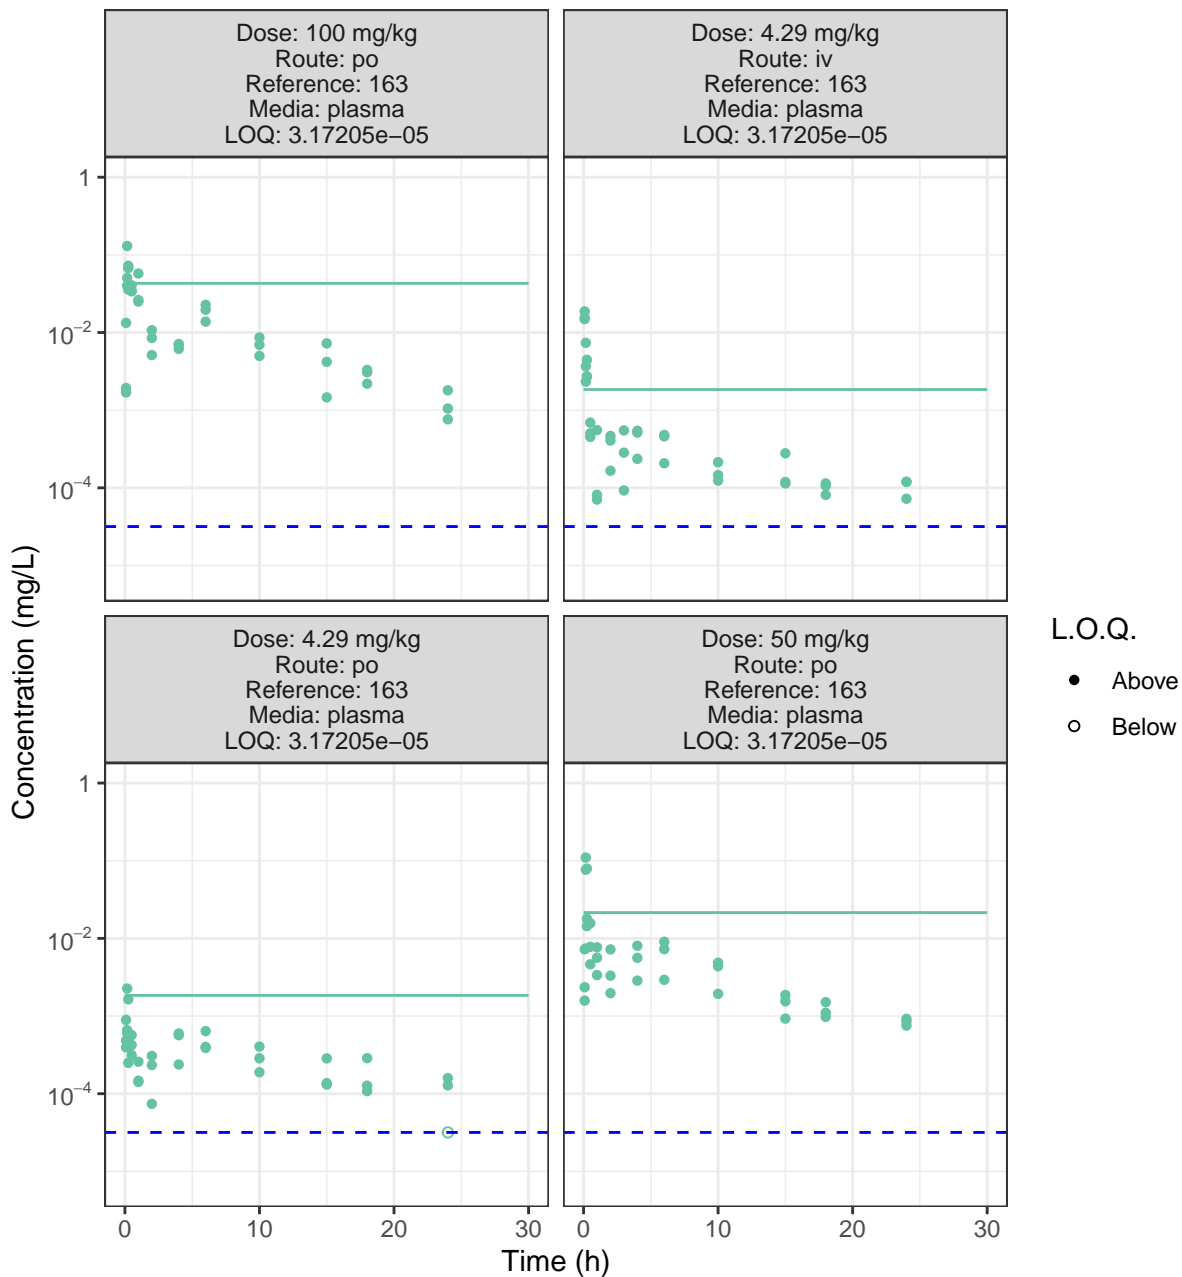 Dose: 100 mg/kg
Route: po
Reference: 163
Media: plasma
LOQ: 3.17205e−05
Dose: 4.29 mg/kg
Route: iv
Reference: 163
Media: plasma
LOQ: 3.17205e−05
1
10⁻²
10⁻⁴
Dose: 4.29 mg/kg
Route: po
Reference: 163
Media: plasma
LOQ: 3.17205e−05
Dose: 50 mg/kg
Route: po
Reference: 163
Media: plasma
LOQ: 3.17205e−05
1
10⁻²
10⁻⁴
0 10 20 30
0 10 20 30
Time (h)
Concentration (mg/L)
L.O.Q.
Above
Below